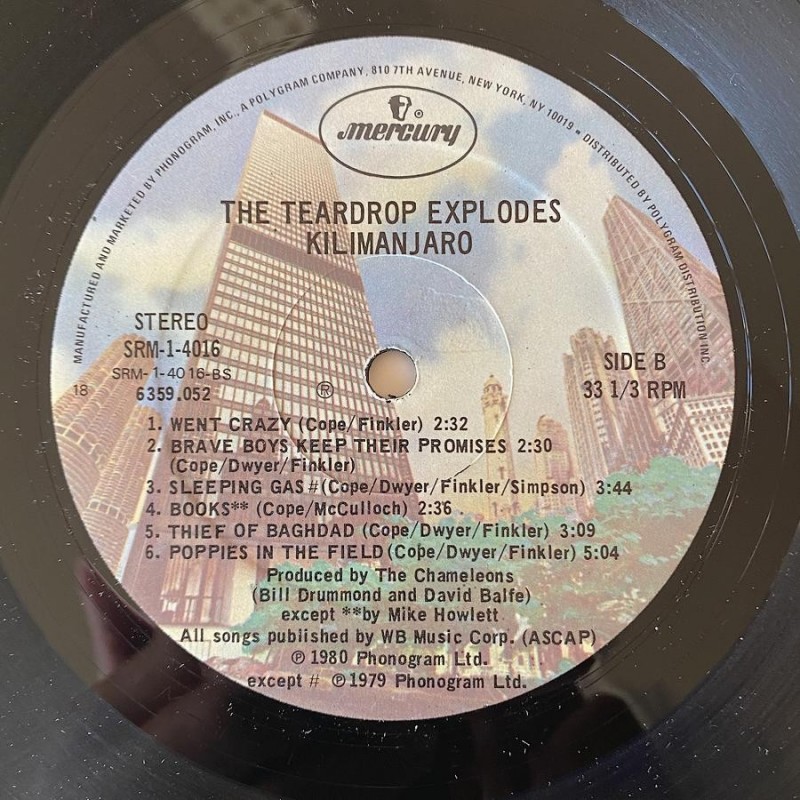 MANUFACTURED AND MARKETED BY PHONOGRAM, INC., A POLYGRAM COMPANY, 810 7TH AVENUE, NEW YORK, NY 10019 • DISTRIBUTED BY POLYGRAM DISTRIBUTION INC.
mercury®
THE TEARDROP EXPLODES
KILIMANJARO
STEREO
SRM-1-4016
SRM-1-4016-BS
18
6359.052
℗
SIDE B
33 1/3 RPM
1. WENT CRAZY (Cope/Finkler) 2:32
2. BRAVE BOYS KEEP THEIR PROMISES 2:30
(Cope/Dwyer/Finkler)
3. SLEEPING GAS#(Cope/Dwyer/Finkler/Simpson) 3:44
4. BOOKS** (Cope/McCulloch) 2:36
5. THIEF OF BAGHDAD (Cope/Dwyer/Finkler) 3:09
6. POPPIES IN THE FIELD (Cope/Dwyer/Finkler) 5:04
Produced by The Chameleons
(Bill Drummond and David Balfe)
except **by Mike Howlett
All songs published by WB Music Corp. (ASCAP)
℗ 1980 Phonogram Ltd.
except # ℗1979 Phonogram Ltd.